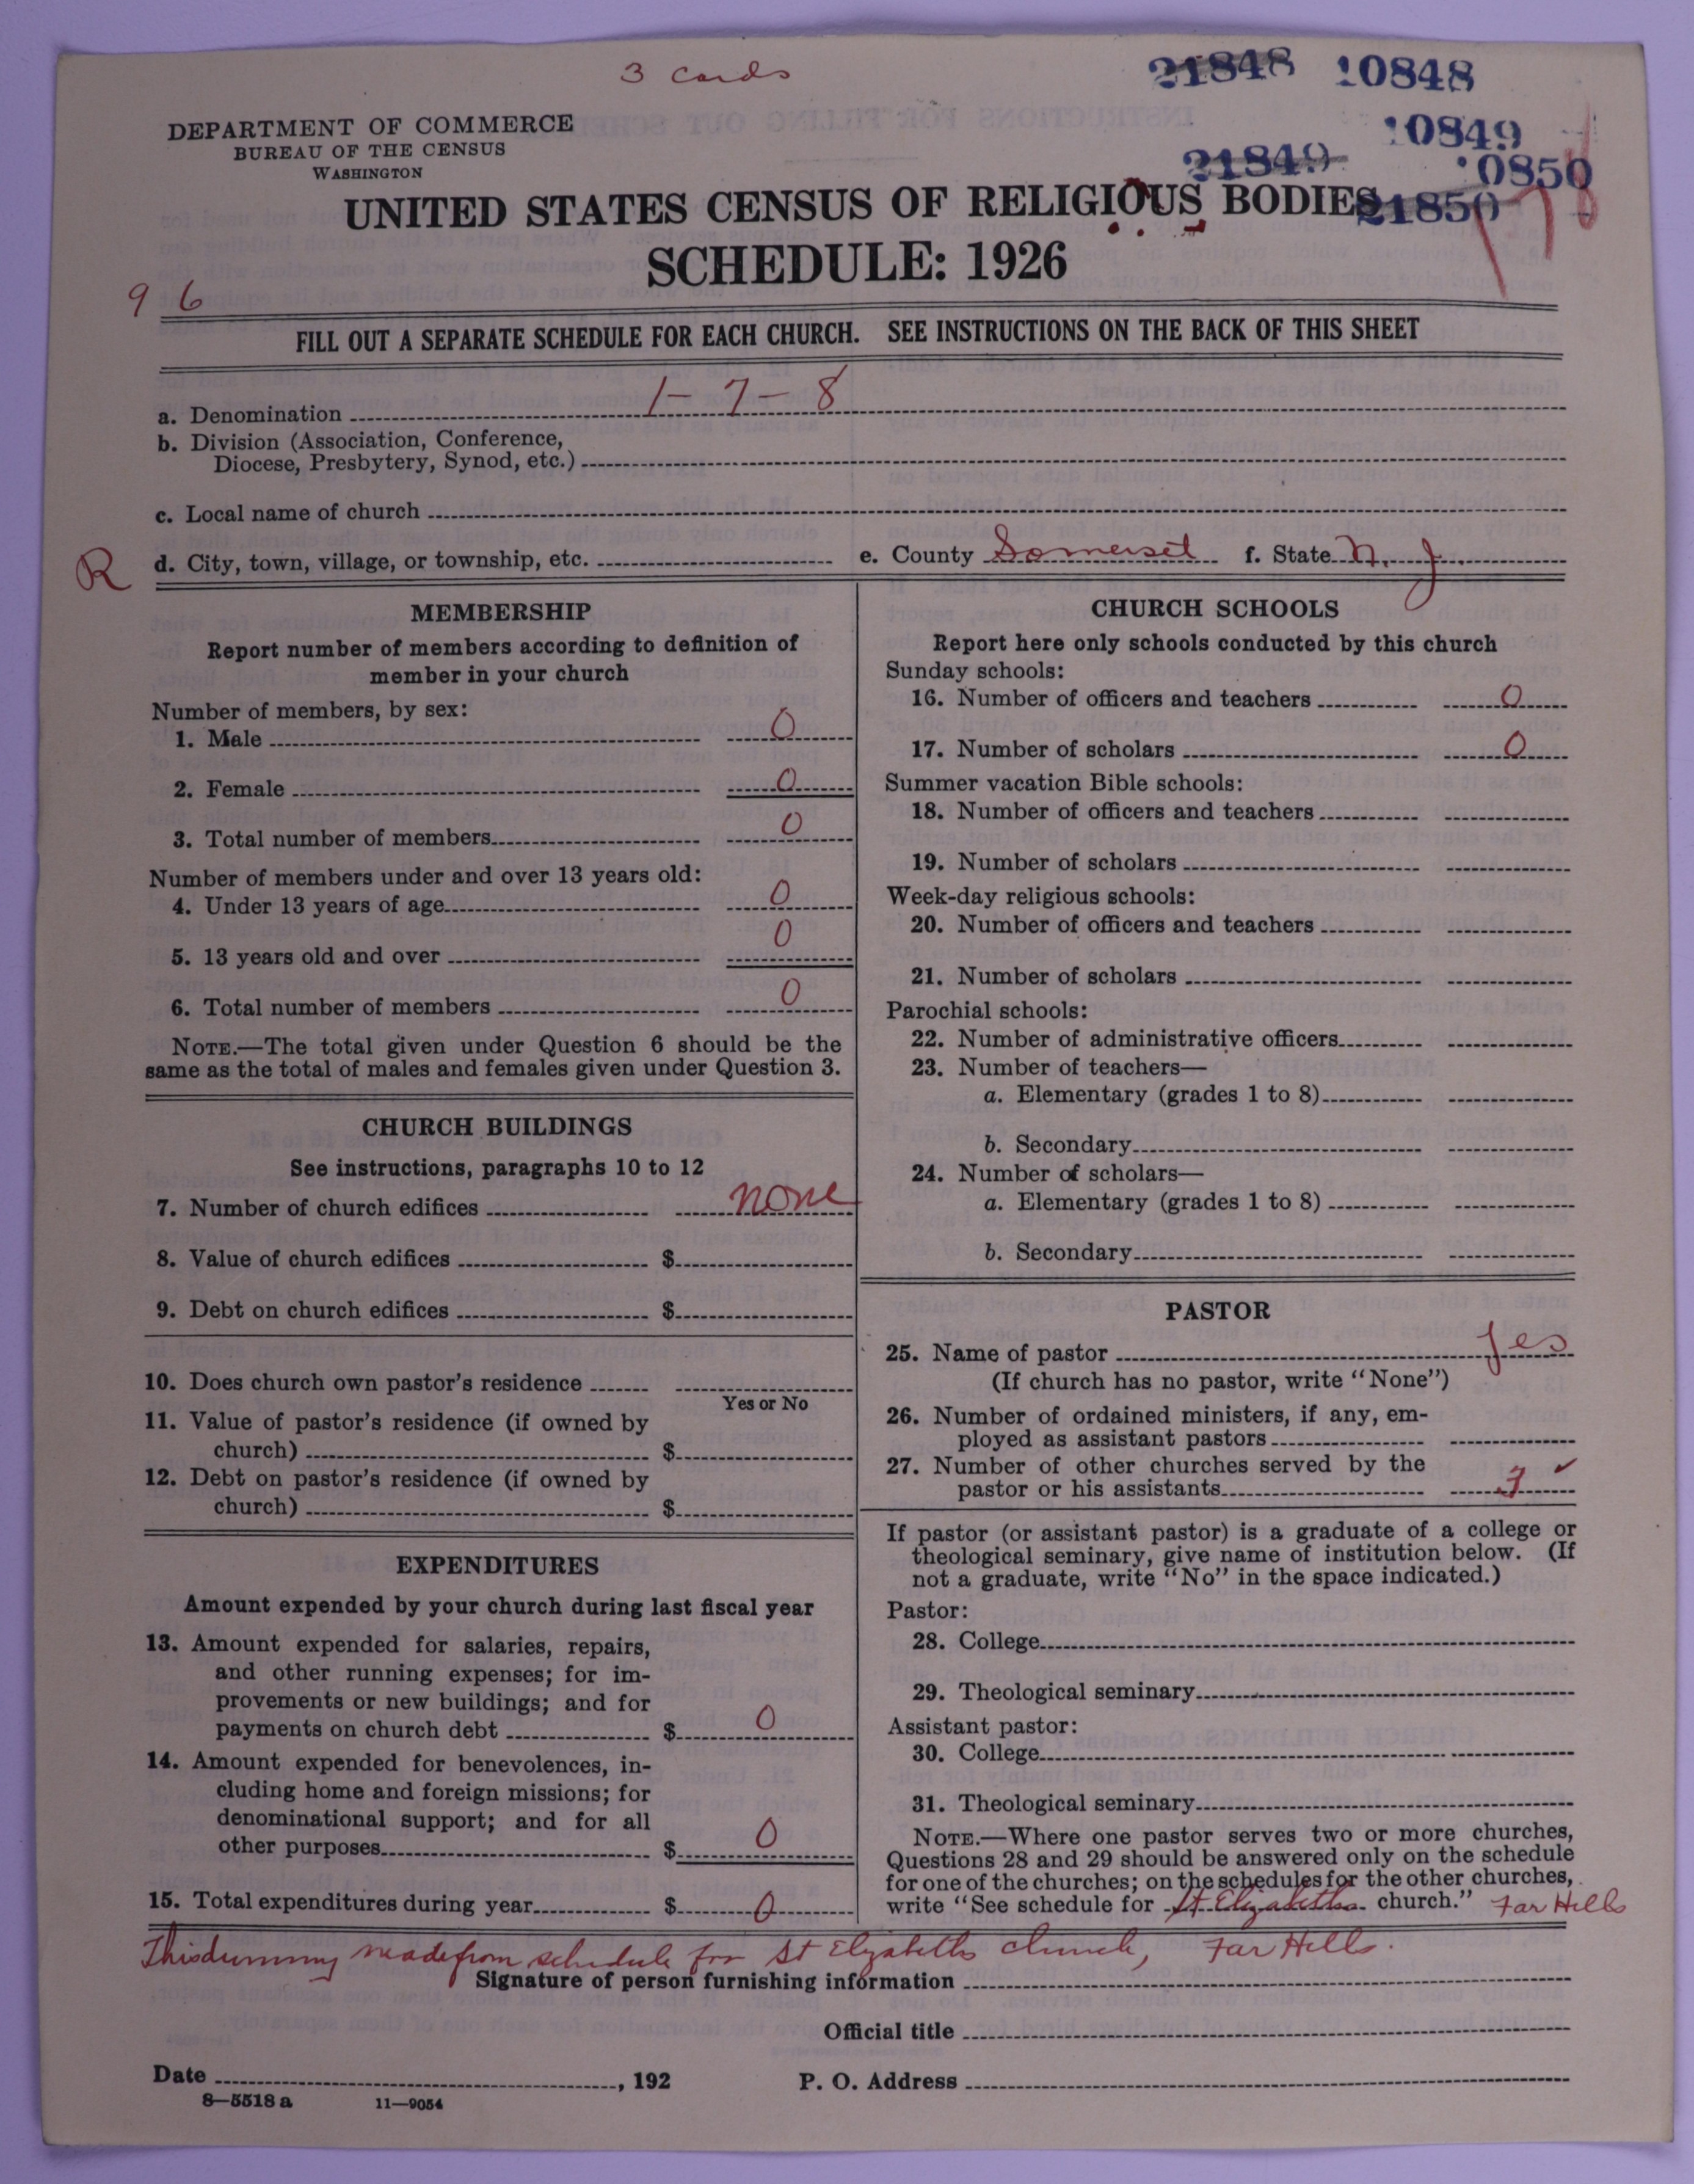 3 cards
21848 10848
10849
21849
10850
21850
DEPARTMENT OF COMMERCE
BUREAU OF THE CENSUS
WASHINGTON
UNITED STATES CENSUS OF RELIGIOUS BODIES
SCHEDULE: 1926
96
FILL OUT A SEPARATE SCHEDULE FOR EACH CHURCH. SEE INSTRUCTIONS ON THE BACK OF THIS SHEET
a. Denomination 1-7-8
b. Division (Association, Conference,
Diocese, Presbytery, Synod, etc.)
c. Local name of church
R
d. City, town, village, or township, etc. e. County Somerset f. State N. J.
MEMBERSHIP
Report number of members according to definition of
member in your church
Number of members, by sex:
1. Male 0
2. Female 0
3. Total number of members 0
Number of members under and over 13 years old:
4. Under 13 years of age 0
5. 13 years old and over 0
6. Total number of members 0
NOTE.—The total given under Question 6 should be the
same as the total of males and females given under Question 3.
CHURCH BUILDINGS
See instructions, paragraphs 10 to 12
7. Number of church edifices none
8. Value of church edifices $
9. Debt on church edifices $
10. Does church own pastor's residence
Yes or No
11. Value of pastor's residence (if owned by
church) $
12. Debt on pastor's residence (if owned by
church) $
EXPENDITURES
Amount expended by your church during last fiscal year
13. Amount expended for salaries, repairs,
and other running expenses; for im-
provements or new buildings; and for
payments on church debt $ 0
14. Amount expended for benevolences, in-
cluding home and foreign missions; for
denominational support; and for all
other purposes $ 0
15. Total expenditures during year $ 0
CHURCH SCHOOLS
Report here only schools conducted by this church
Sunday schools:
16. Number of officers and teachers 0
17. Number of scholars 0
Summer vacation Bible schools:
18. Number of officers and teachers
19. Number of scholars
Week-day religious schools:
20. Number of officers and teachers
21. Number of scholars
Parochial schools:
22. Number of administrative officers
23. Number of teachers—
a. Elementary (grades 1 to 8)
b. Secondary
24. Number of scholars—
a. Elementary (grades 1 to 8)
b. Secondary
PASTOR
25. Name of pastor yes
(If church has no pastor, write "None")
26. Number of ordained ministers, if any, em-
ployed as assistant pastors
27. Number of other churches served by the
pastor or his assistants 3 ✓
If pastor (or assistant pastor) is a graduate of a college or
theological seminary, give name of institution below. (If
not a graduate, write "No" in the space indicated.)
Pastor:
28. College
29. Theological seminary
Assistant pastor:
30. College
31. Theological seminary
NOTE.—Where one pastor serves two or more churches,
Questions 28 and 29 should be answered only on the schedule
for one of the churches; on the schedules for the other churches,
write "See schedule for St. Elizabeths church." Far Hills
This dummy made from schedule for St Elizabeths church, Far Hills.
Signature of person furnishing information
Official title
Date , 192 P. O. Address
8—5518 a 11—9054